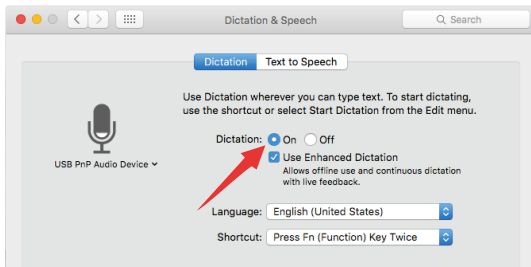 Dictation & Speech
Search
Dictation
Text to Speech
Use Dictation wherever you can type text. To start dictating,
use the shortcut or select Start Dictation from the Edit menu.
Dictation: On Off
USB PnP Audio Device
Use Enhanced Dictation
Allows offline use and continuous dictation
with live feedback.
Language: English (United States)
Shortcut: Press Fn (Function) Key Twice